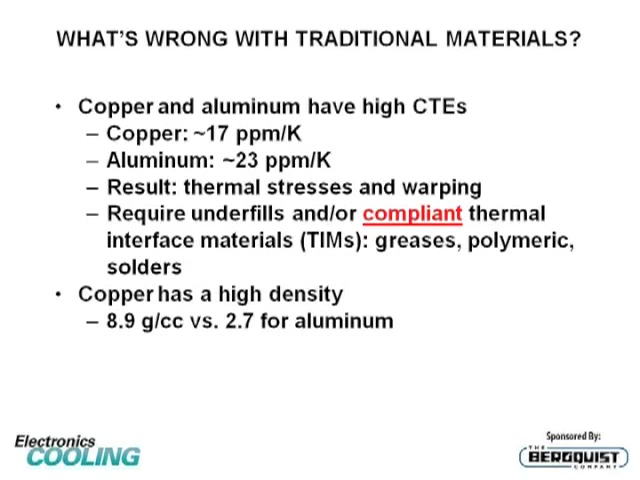 WHAT'S WRONG WITH TRADITIONAL MATERIALS?
• Copper and aluminum have high CTEs
– Copper: ~17 ppm/K
– Aluminum: ~23 ppm/K
– Result: thermal stresses and warping
– Require underfills and/or compliant thermal
interface materials (TIMs): greases, polymeric,
solders
• Copper has a high density
– 8.9 g/cc vs. 2.7 for aluminum
Electronics
COOLING
Sponsored By:
THE
BERGQUIST
COMPANY